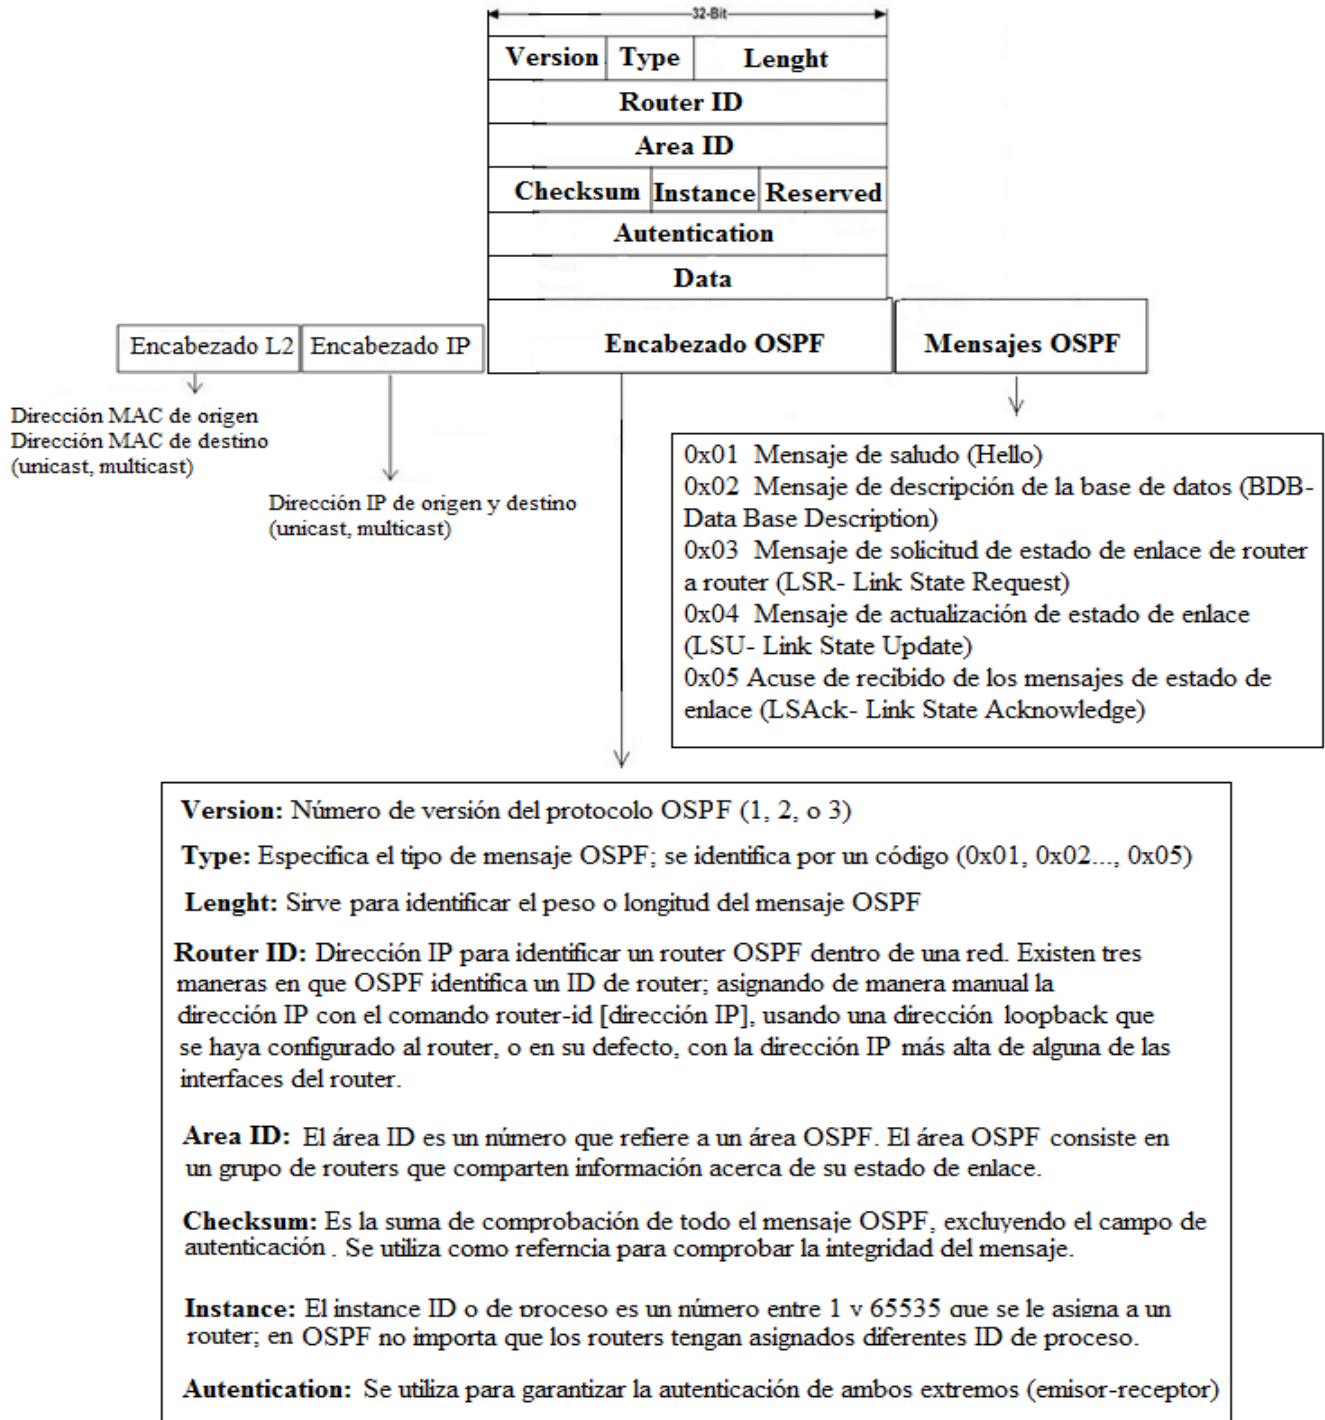 32-Bit
Version Type Lenght
Router ID
Area ID
Checksum Instance Reserved
Autentication
Data
Encabezado L2 Encabezado IP Encabezado OSPF Mensajes OSPF
Dirección MAC de origen
Dirección MAC de destino
(unicast, multicast)
Dirección IP de origen y destino
(unicast, multicast)
0x01 Mensaje de saludo (Hello)
0x02 Mensaje de descripción de la base de datos (BDB-
Data Base Description)
0x03 Mensaje de solicitud de estado de enlace de router
a router (LSR- Link State Request)
0x04 Mensaje de actualización de estado de enlace
(LSU- Link State Update)
0x05 Acuse de recibido de los mensajes de estado de
enlace (LSAck- Link State Acknowledge)
Version: Número de versión del protocolo OSPF (1, 2, o 3)
Type: Especifica el tipo de mensaje OSPF; se identifica por un código (0x01, 0x02..., 0x05)
Lenght: Sirve para identificar el peso o longitud del mensaje OSPF
Router ID: Dirección IP para identificar un router OSPF dentro de una red. Existen tres
maneras en que OSPF identifica un ID de router; asignando de manera manual la
dirección IP con el comando router-id [dirección IP], usando una dirección loopback que
se haya configurado al router, o en su defecto, con la dirección IP más alta de alguna de las
interfaces del router.
Area ID: El área ID es un número que refiere a un área OSPF. El área OSPF consiste en
un grupo de routers que comparten información acerca de su estado de enlace.
Checksum: Es la suma de comprobación de todo el mensaje OSPF, excluyendo el campo de
autenticación . Se utiliza como referncia para comprobar la integridad del mensaje.
Instance: El instance ID o de proceso es un número entre 1 y 65535 que se le asigna a un
router; en OSPF no importa que los routers tengan asignados diferentes ID de proceso.
Autentication: Se utiliza para garantizar la autenticación de ambos extremos (emisor-receptor)